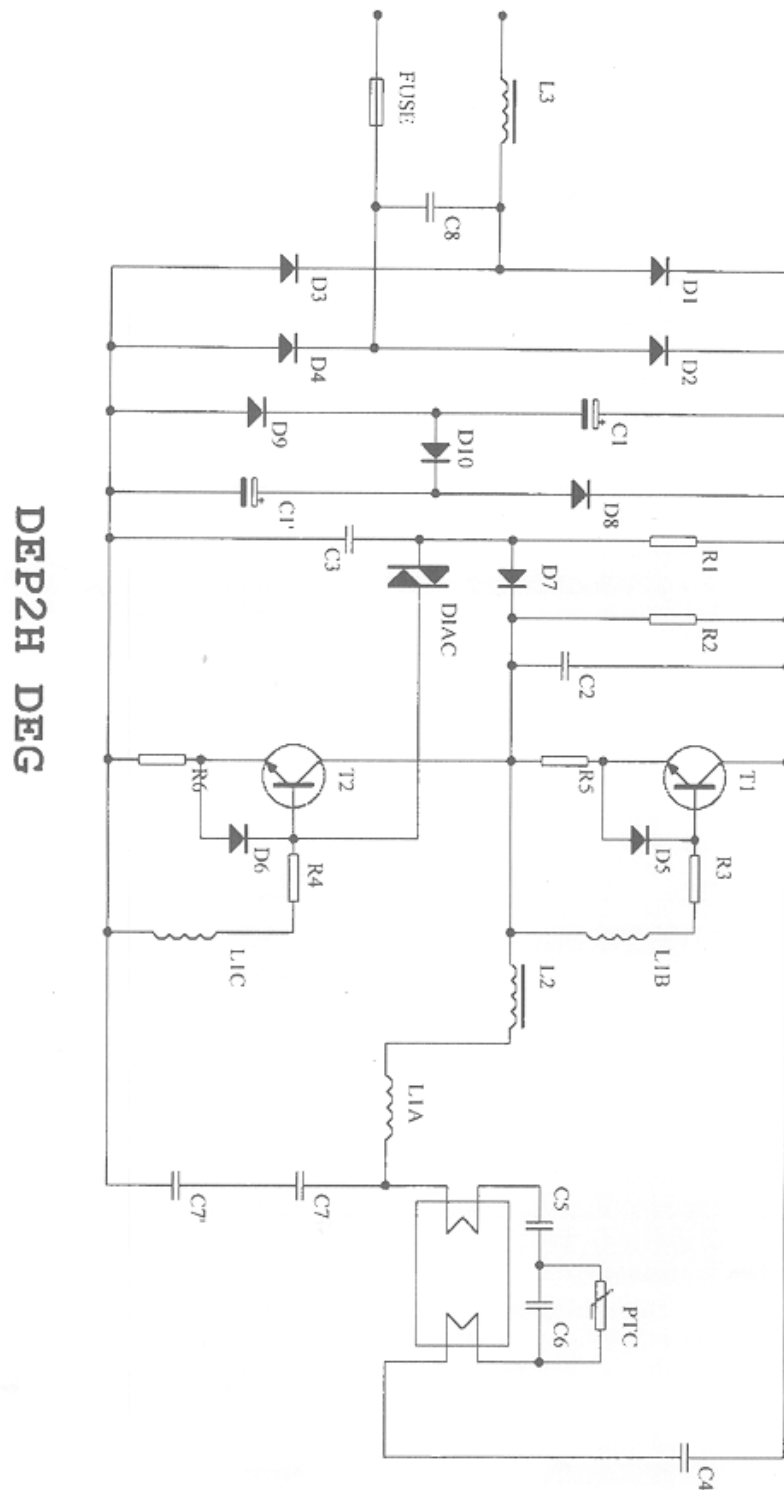 L3
FUSE
C8
D1
D3
D2
D4
C1
D9
D10
D8
C1'
R1
D7
C3
DIAC
R2
C2
T1
R5
T2
R6
D5
R3
D6
R4
L1B
L1C
L2
L1A
C5
C7
C7'
PTC
C6
C4
DEP2H DEG